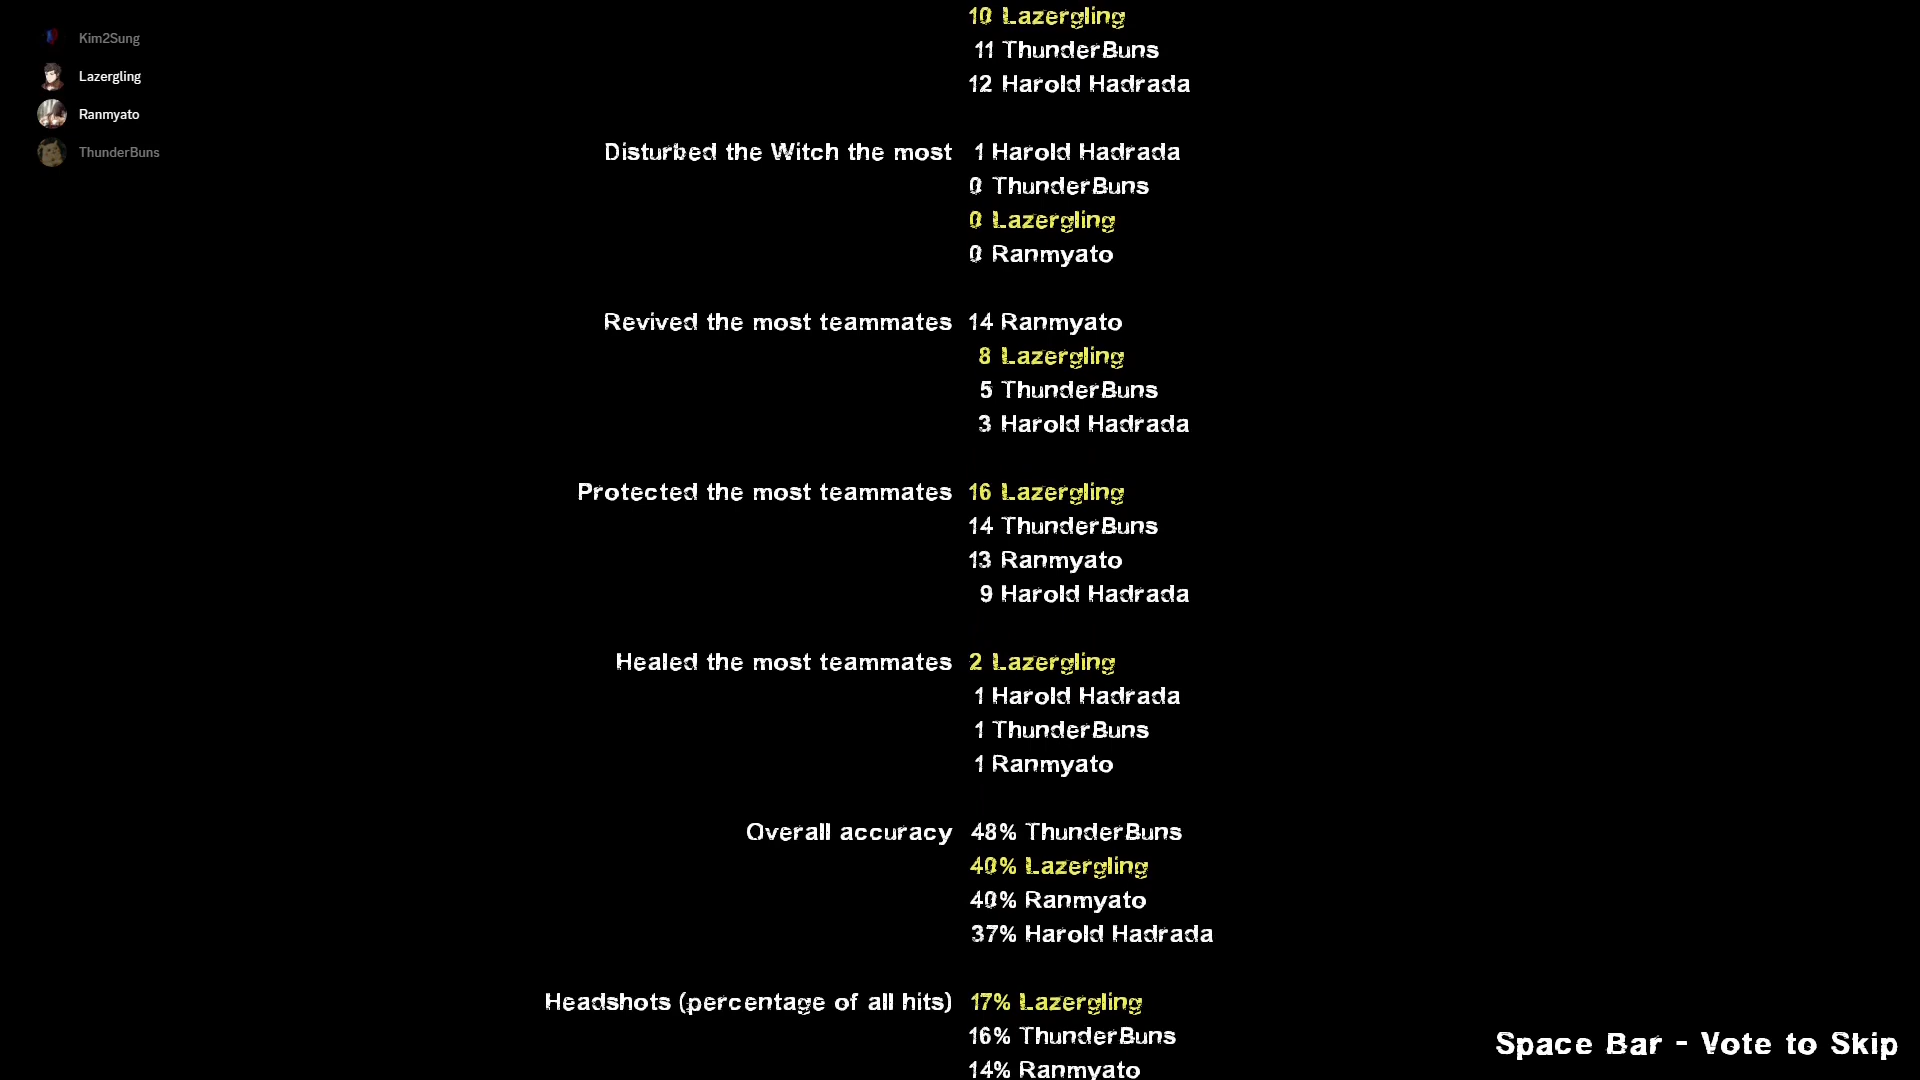 Kim2Sung
Lazergling
Ranmyato
ThunderBuns
10 Lazergling
11 ThunderBuns
12 Harold Hadrada
Disturbed the Witch the most 1 Harold Hadrada
0 ThunderBuns
0 Lazergling
0 Ranmyato
Revived the most teammates 14 Ranmyato
8 Lazergling
5 ThunderBuns
3 Harold Hadrada
Protected the most teammates 16 Lazergling
14 ThunderBuns
13 Ranmyato
9 Harold Hadrada
Healed the most teammates 2 Lazergling
1 Harold Hadrada
1 ThunderBuns
1 Ranmyato
Overall accuracy 48% ThunderBuns
40% Lazergling
40% Ranmyato
37% Harold Hadrada
Headshots (percentage of all hits) 17% Lazergling
16% ThunderBuns
14% Ranmyato
Space Bar - Vote to Skip